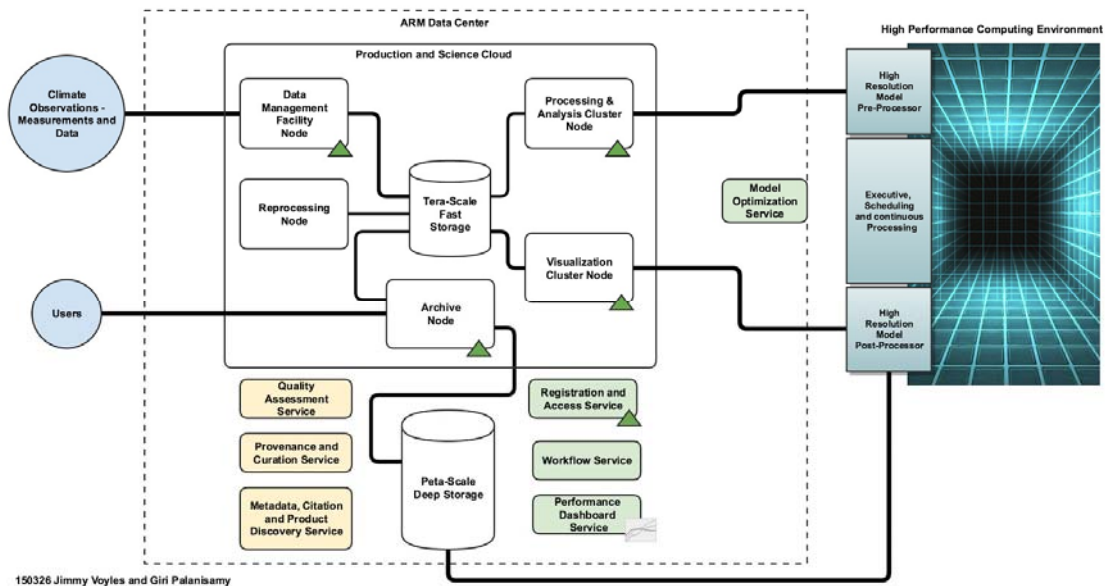 ARM Data Center
High Performance Computing Environment
Production and Science Cloud
Climate
Observations -
Measurements and
Data
Data
Management
Facility
Node
Processing &
Analysis Cluster
Node
High
Resolution
Model
Pre-Processor
Reprocessing
Node
Tera-Scale
Fast
Storage
Model
Optimization
Service
Executive,
Scheduling
and continuous
Processing
Visualization
Cluster Node
Users
Archive
Node
High
Resolution
Model
Post-Processor
Quality
Assessment
Service
Registration and
Access Service
Provenance and
Curation Service
Peta-Scale
Deep Storage
Workflow Service
Metadata, Citation
and Product
Discovery Service
Performance
Dashboard
Service
150326 Jimmy Voyles and Giri Palanisamy